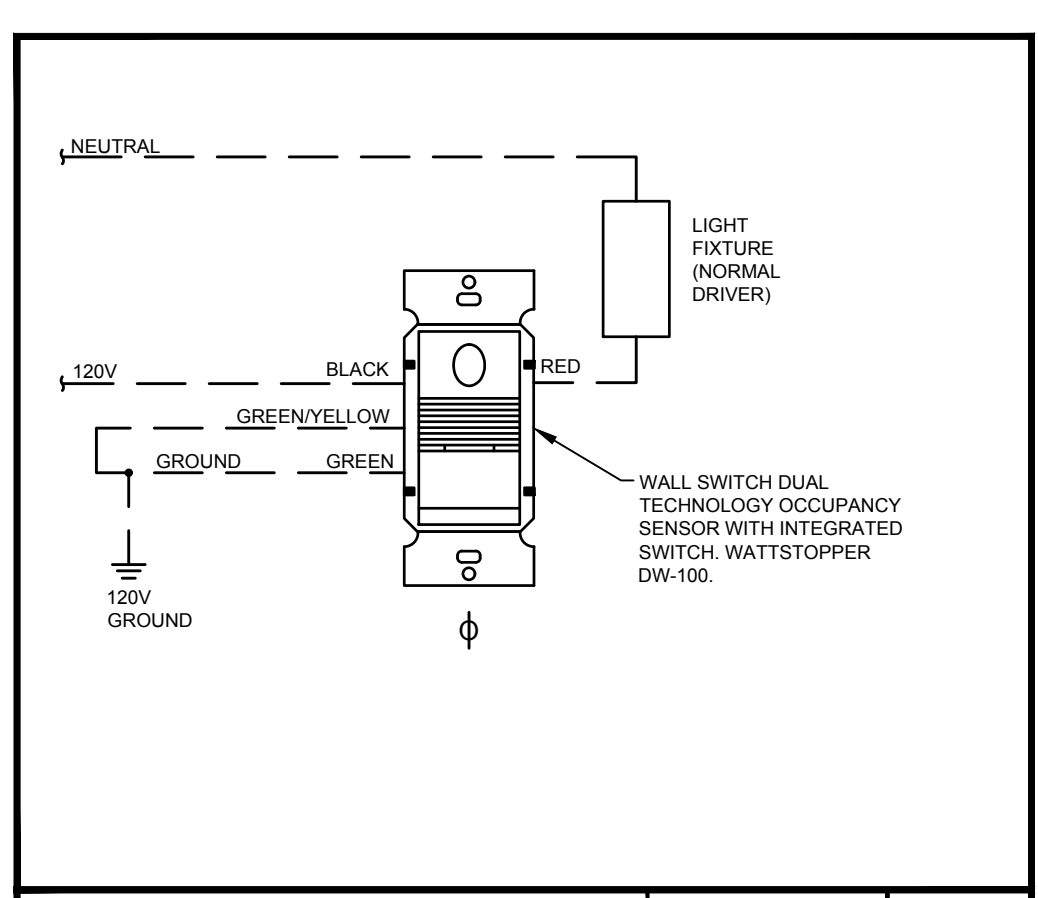 NEUTRAL
LIGHT
FIXTURE
(NORMAL
DRIVER)
120V
BLACK
RED
GREEN/YELLOW
GROUND
GREEN
WALL SWITCH DUAL
TECHNOLOGY OCCUPANCY
SENSOR WITH INTEGRATED
SWITCH. WATTSTOPPER
DW-100.
120V
GROUND